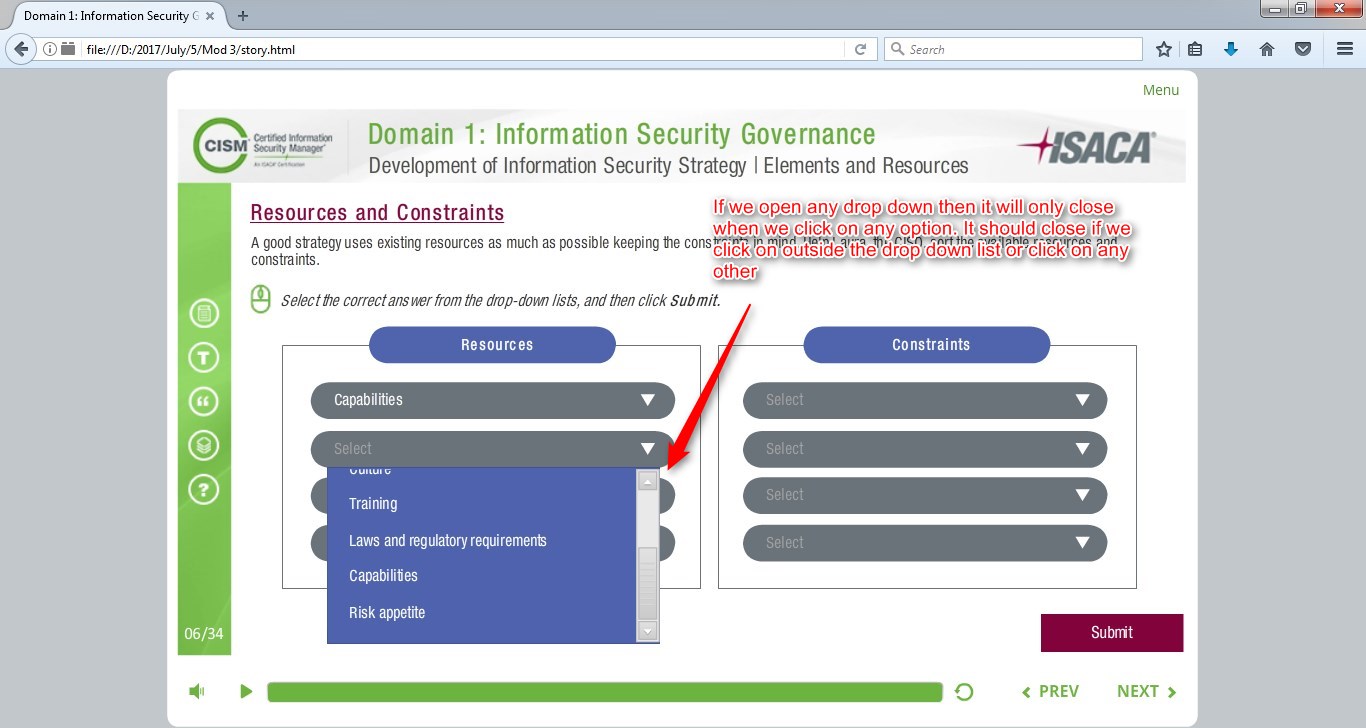 Domain 1: Information Security G
file:///D:/2017/July/5/Mod 3/story.html
Search
Menu
CISM
Certified Information
Security Manager
An ISACA Certification
Domain 1: Information Security Governance
Development of Information Security Strategy | Elements and Resources
ISACA
Resources and Constraints
If we open any drop down then it will only close
when we click on any option. It should close if we
click on outside the drop down list or click on any
other
A good strategy uses existing resources as much as possible keeping the constraints in mind. the CISO, sort the available resources and
constraints.
Select the correct answer from the drop-down lists, and then click Submit.
Resources
Constraints
Capabilities
Select
Select
Select
Culture
Select
Training
Laws and regulatory requirements
Select
Capabilities
Risk appetite
06/34
Submit
PREV
NEXT